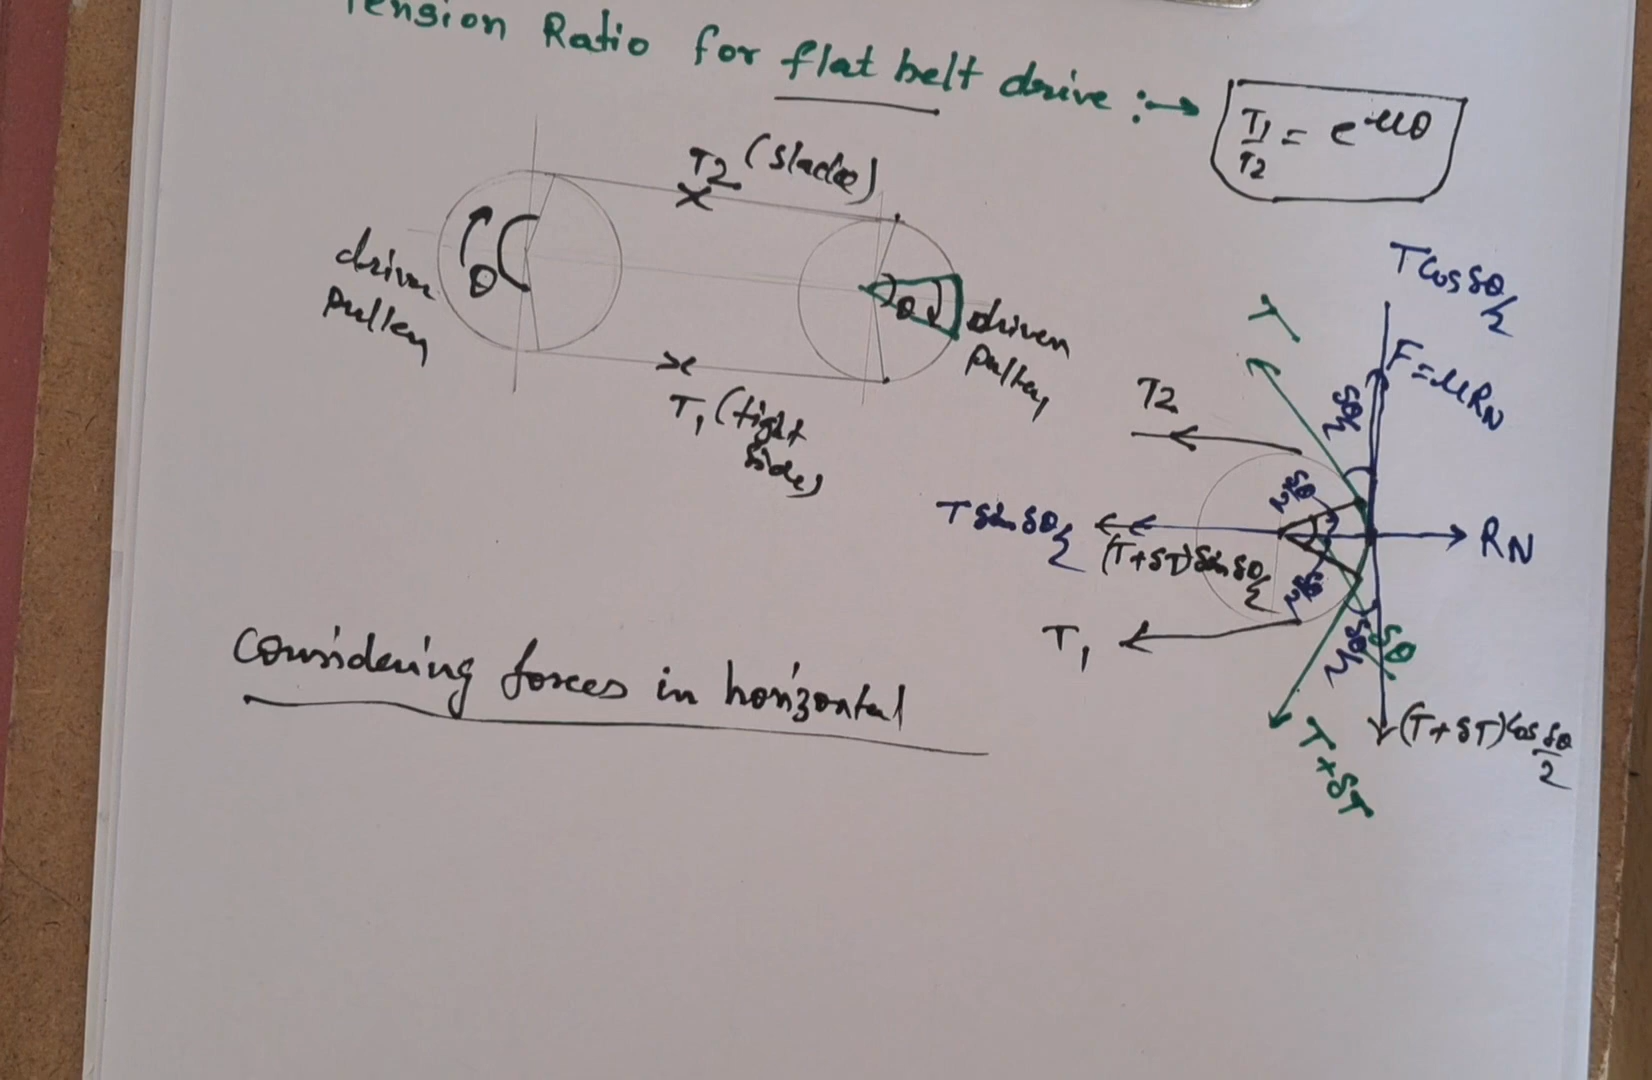 Tension Ratio for flat belt drive :→
T1/T2 = e^μθ
T2 (slack)
θ
driver
pulley
θ
driven
pulley
T1 (tight
side)
T cos δθ/2
T
F = μRN
δθ/2
T2
δθ/2
T sin δθ/2
(T+δT) sin δθ/2
RN
δθ/2
T1
δθ/2
δθ
(T+δT) cos δθ/2
T+δT
Considering forces in horizontal